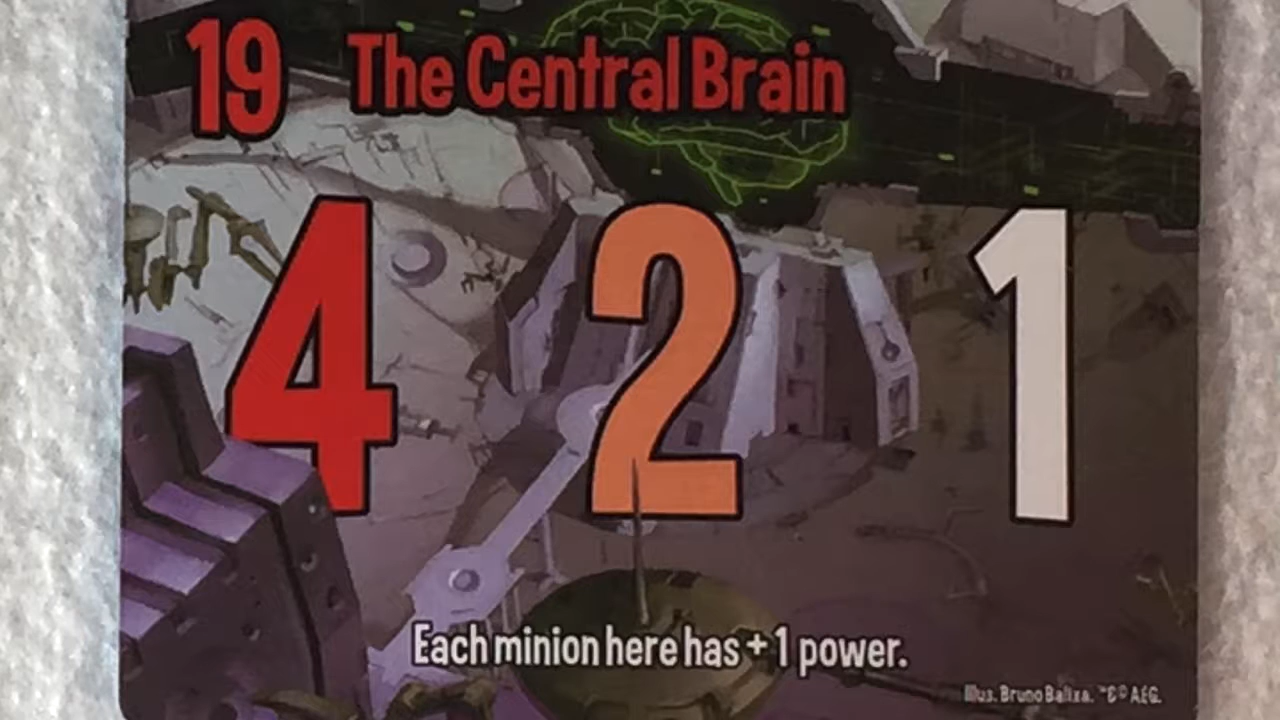 19 The Central Brain
4 2 1
Each minion here has +1 power.
Illus. Bruno Balixa. ™&© AEG.